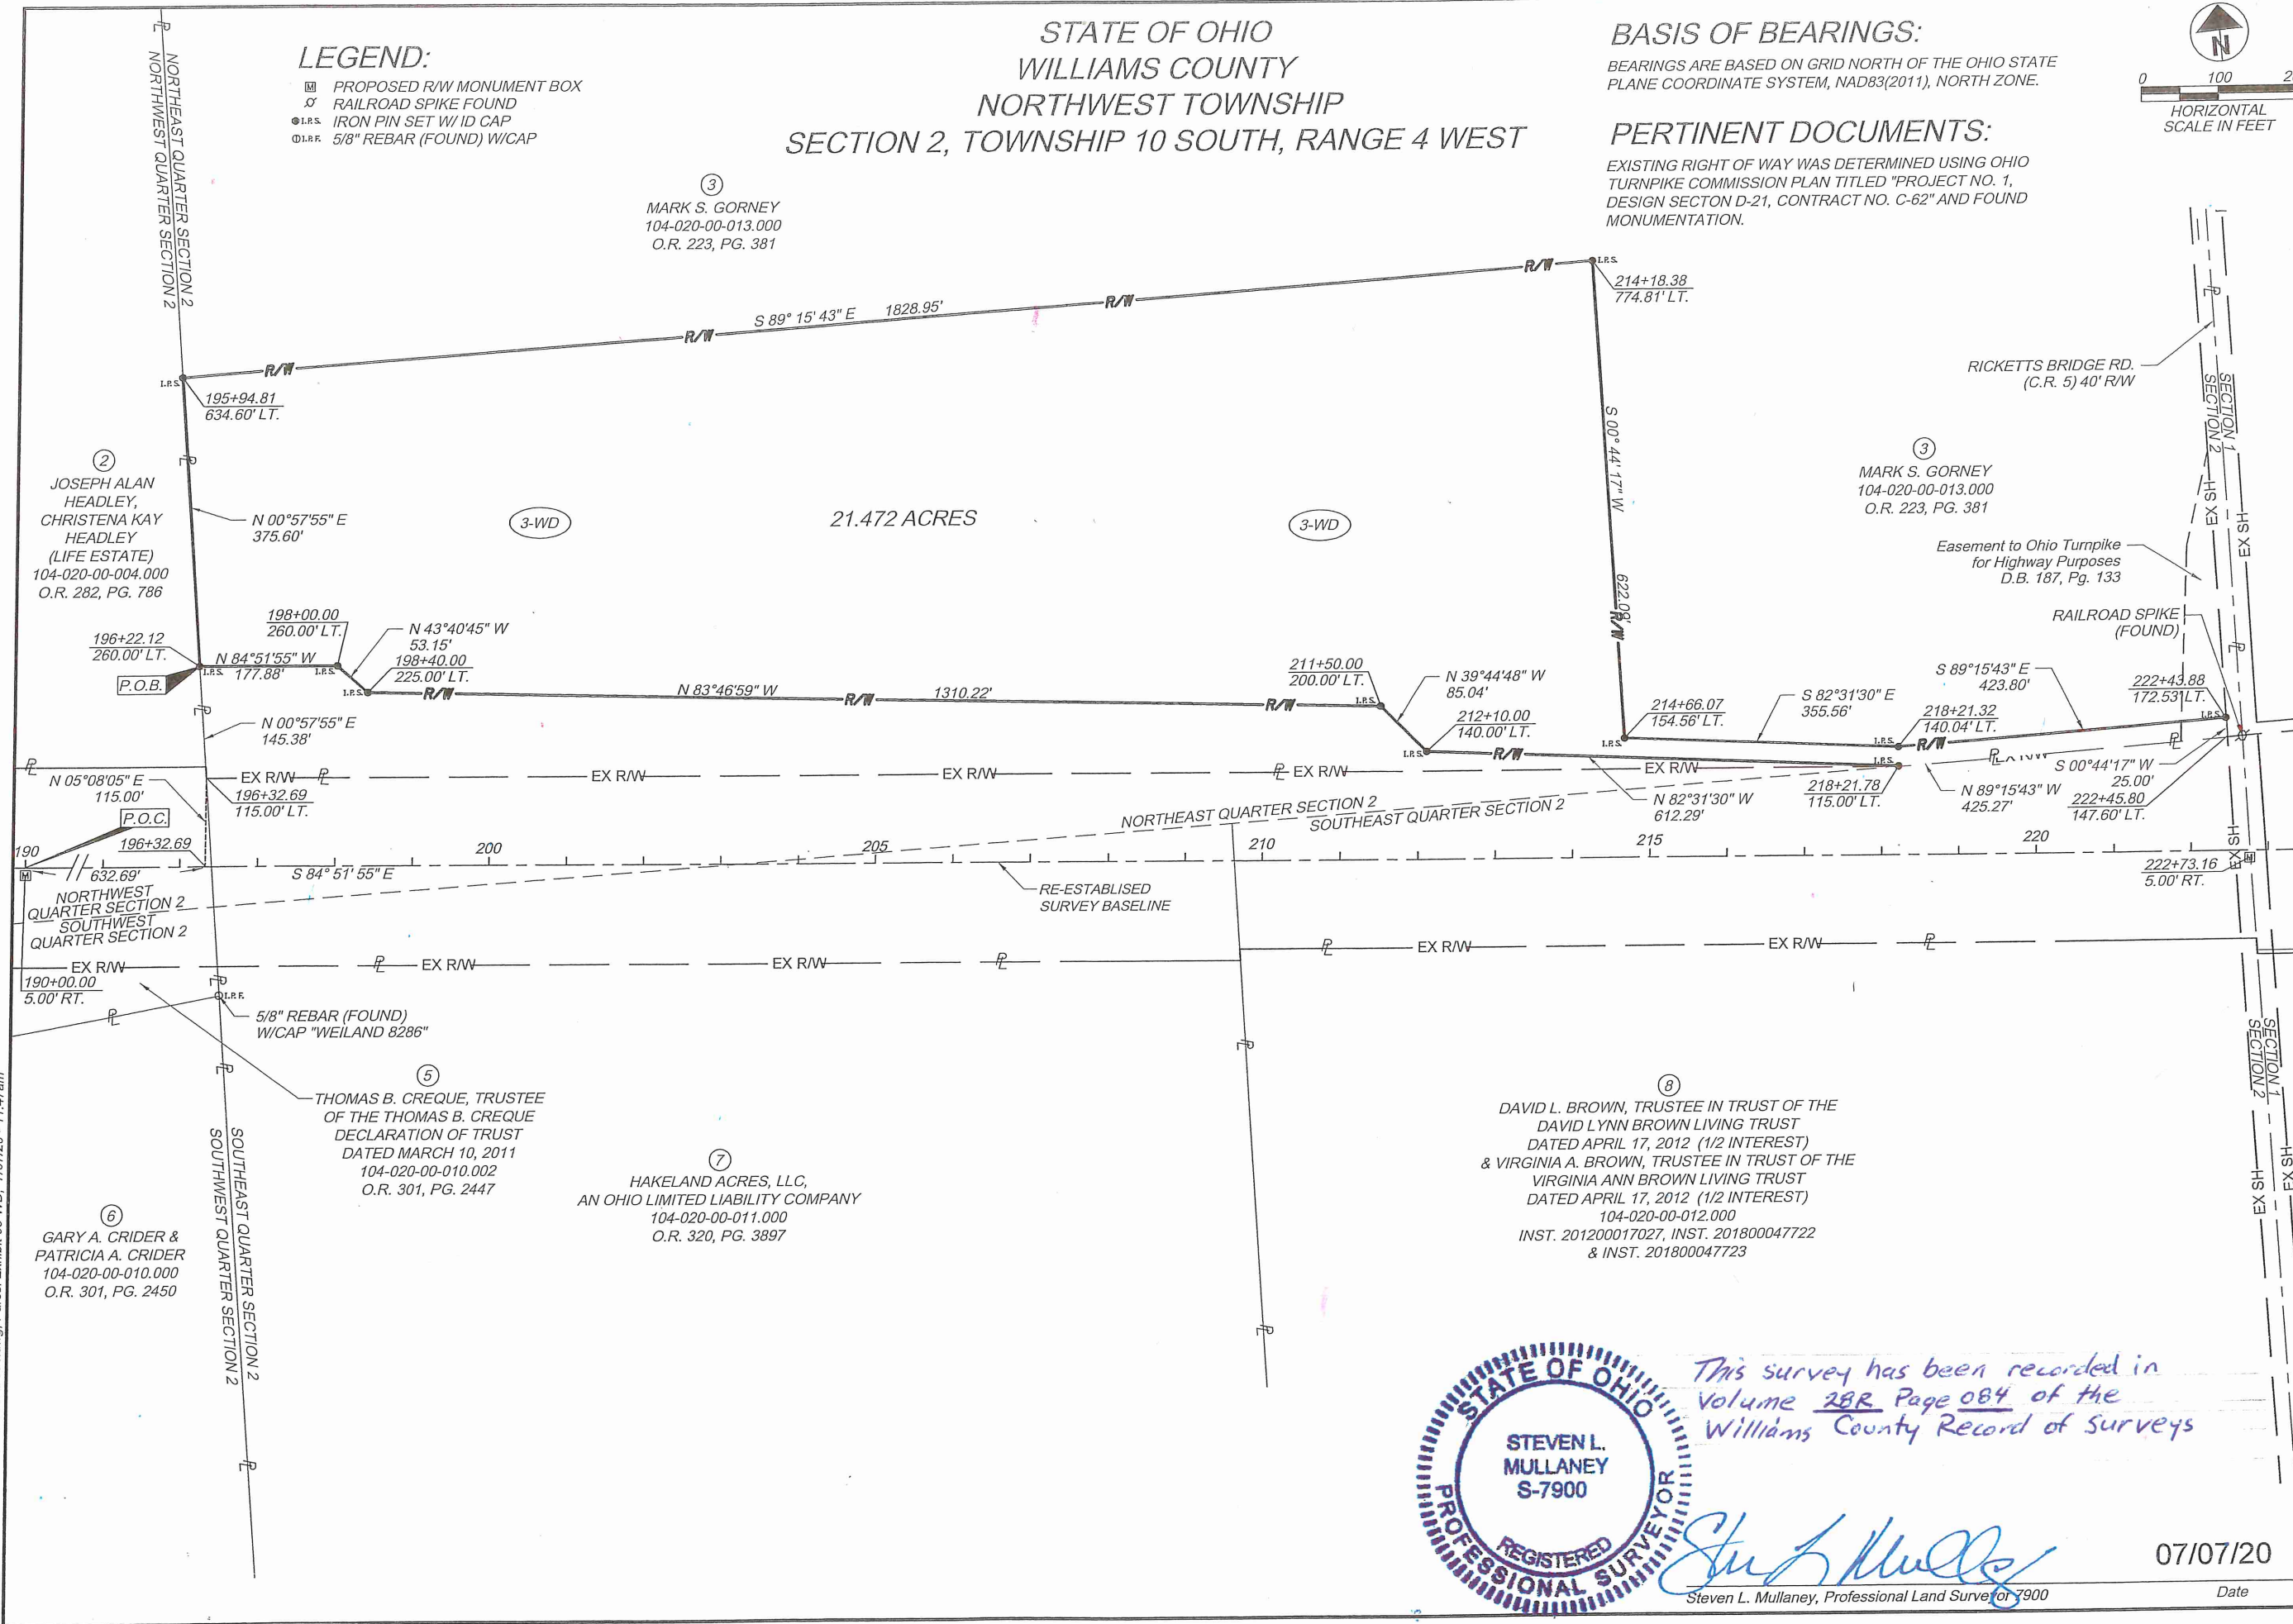 STATE OF OHIO
WILLIAMS COUNTY
NORTHWEST TOWNSHIP
SECTION 2, TOWNSHIP 10 SOUTH, RANGE 4 WEST
LEGEND:
M PROPOSED R/W MONUMENT BOX
RAILROAD SPIKE FOUND
I.P.S. IRON PIN SET W/ ID CAP
I.P.F. 5/8" REBAR (FOUND) W/CAP
BASIS OF BEARINGS:
BEARINGS ARE BASED ON GRID NORTH OF THE OHIO STATE
PLANE COORDINATE SYSTEM, NAD83(2011), NORTH ZONE.
PERTINENT DOCUMENTS:
EXISTING RIGHT OF WAY WAS DETERMINED USING OHIO
TURNPIKE COMMISSION PLAN TITLED "PROJECT NO. 1,
DESIGN SECTON D-21, CONTRACT NO. C-62" AND FOUND
MONUMENTATION.
N
0 100
HORIZONTAL
SCALE IN FEET
NORTHEAST QUARTER SECTION 2
NORTHWEST QUARTER SECTION 2
3
MARK S. GORNEY
104-020-00-013.000
O.R. 223, PG. 381
S 89° 15' 43" E 1828.95'
R/W
R/W
R/W
R/W
I.P.S.
214+18.38
774.81' LT.
I.P.S.
195+94.81
634.60' LT.
RICKETTS BRIDGE RD.
(C.R. 5) 40' R/W
SECTION 1
SECTION 2
EX SH
EX SH
S 00° 44' 17" W
622.09'
R/W
2
JOSEPH ALAN
HEADLEY,
CHRISTENA KAY
HEADLEY
(LIFE ESTATE)
104-020-00-004.000
O.R. 282, PG. 786
N 00°57'55" E
375.60'
3-WD
21.472 ACRES
3-WD
3
MARK S. GORNEY
104-020-00-013.000
O.R. 223, PG. 381
Easement to Ohio Turnpike
for Highway Purposes
D.B. 187, Pg. 133
RAILROAD SPIKE
(FOUND)
196+22.12
260.00' LT.
P.O.B.
I.P.S.
N 84°51'55" W
177.88'
198+00.00
260.00' LT.
I.P.S.
N 43°40'45" W
53.15'
198+40.00
225.00' LT.
I.P.S.
R/W
N 83°46'59" W
R/W
1310.22'
R/W
211+50.00
200.00' LT.
I.P.S.
N 39°44'48" W
85.04'
212+10.00
140.00' LT.
I.P.S.
R/W
214+66.07
154.56' LT.
I.P.S.
S 82°31'30" E
355.56'
218+21.32
140.04' LT.
I.P.S.
R/W
S 89°15'43" E
423.80'
222+43.88
172.53' LT.
I.P.S.
N 00°57'55" E
145.38'
N 05°08'05" E
115.00'
P.O.C.
196+32.69
EX R/W
196+32.69
115.00' LT.
EX R/W
EX R/W
EX R/W
EX R/W
I.P.S.
218+21.78
115.00' LT.
N 82°31'30" W
612.29'
N 89°15'43" W
425.27'
S 00°44'17" W
25.00'
222+45.80
147.60' LT.
NORTHEAST QUARTER SECTION 2
SOUTHEAST QUARTER SECTION 2
190
200
205
210
215
220
M
632.69'
S 84° 51' 55" E
RE-ESTABLISED
SURVEY BASELINE
222+73.16
5.00' RT.
M
EX SH
EX SH
NORTHWEST
QUARTER SECTION 2
SOUTHWEST
QUARTER SECTION 2
EX R/W
EX R/W
EX R/W
EX R/W
EX R/W
190+00.00
5.00' RT.
I.P.F.
5/8" REBAR (FOUND)
W/CAP "WEILAND 8286"
SECTION 1
SECTION 2
EX SH
EX SH
5
THOMAS B. CREQUE, TRUSTEE
OF THE THOMAS B. CREQUE
DECLARATION OF TRUST
DATED MARCH 10, 2011
104-020-00-010.002
O.R. 301, PG. 2447
SOUTHEAST QUARTER SECTION 2
SOUTHWEST QUARTER SECTION 2
6
GARY A. CRIDER &
PATRICIA A. CRIDER
104-020-00-010.000
O.R. 301, PG. 2450
7
HAKELAND ACRES, LLC,
AN OHIO LIMITED LIABILITY COMPANY
104-020-00-011.000
O.R. 320, PG. 3897
8
DAVID L. BROWN, TRUSTEE IN TRUST OF THE
DAVID LYNN BROWN LIVING TRUST
DATED APRIL 17, 2012 (1/2 INTEREST)
& VIRGINIA A. BROWN, TRUSTEE IN TRUST OF THE
VIRGINIA ANN BROWN LIVING TRUST
DATED APRIL 17, 2012 (1/2 INTEREST)
104-020-00-012.000
INST. 201200017027, INST. 201800047722
& INST. 201800047723
STATE OF OHIO
STEVEN L.
MULLANEY
S-7900
REGISTERED
PROFESSIONAL SURVEYOR
This survey has been recorded in
Volume 28R Page 084 of the
Williams County Record of Surveys
07/07/20
Steven L. Mullaney, Professional Land Surveyor 7900
Date